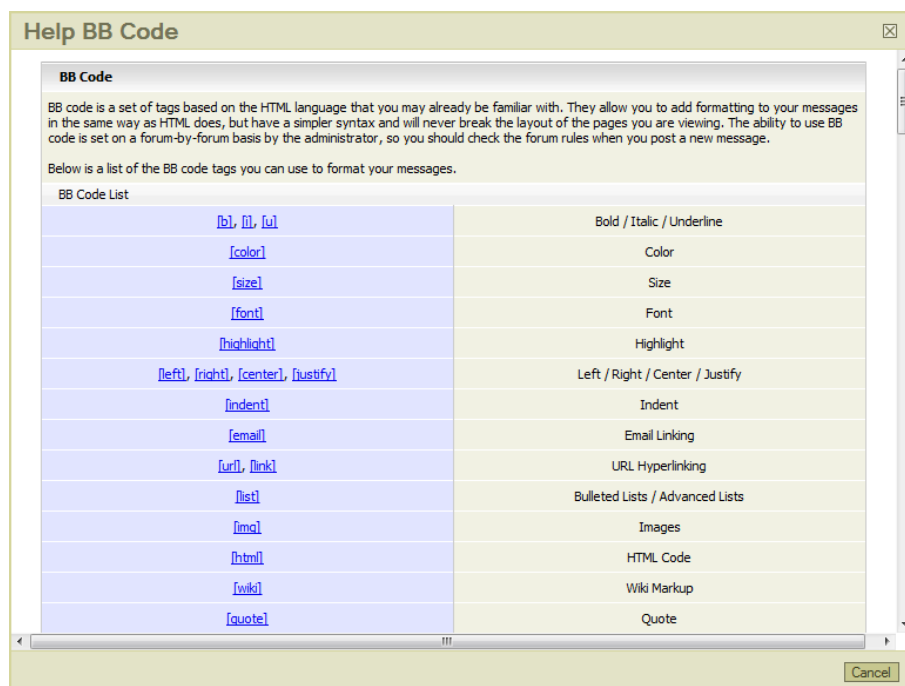 Help BB Code
BB Code
BB code is a set of tags based on the HTML language that you may already be familiar with. They allow you to add formatting to your messages
in the same way as HTML does, but have a simpler syntax and will never break the layout of the pages you are viewing. The ability to use BB
code is set on a forum-by-forum basis by the administrator, so you should check the forum rules when you post a new message.
Below is a list of the BB code tags you can use to format your messages.
BB Code List
[b], [i], [u] Bold / Italic / Underline
[color] Color
[size] Size
[font] Font
[highlight] Highlight
[left], [right], [center], [justify] Left / Right / Center / Justify
[indent] Indent
[email] Email Linking
[url], [link] URL Hyperlinking
[list] Bulleted Lists / Advanced Lists
[img] Images
[html] HTML Code
[wiki] Wiki Markup
[quote] Quote
Cancel